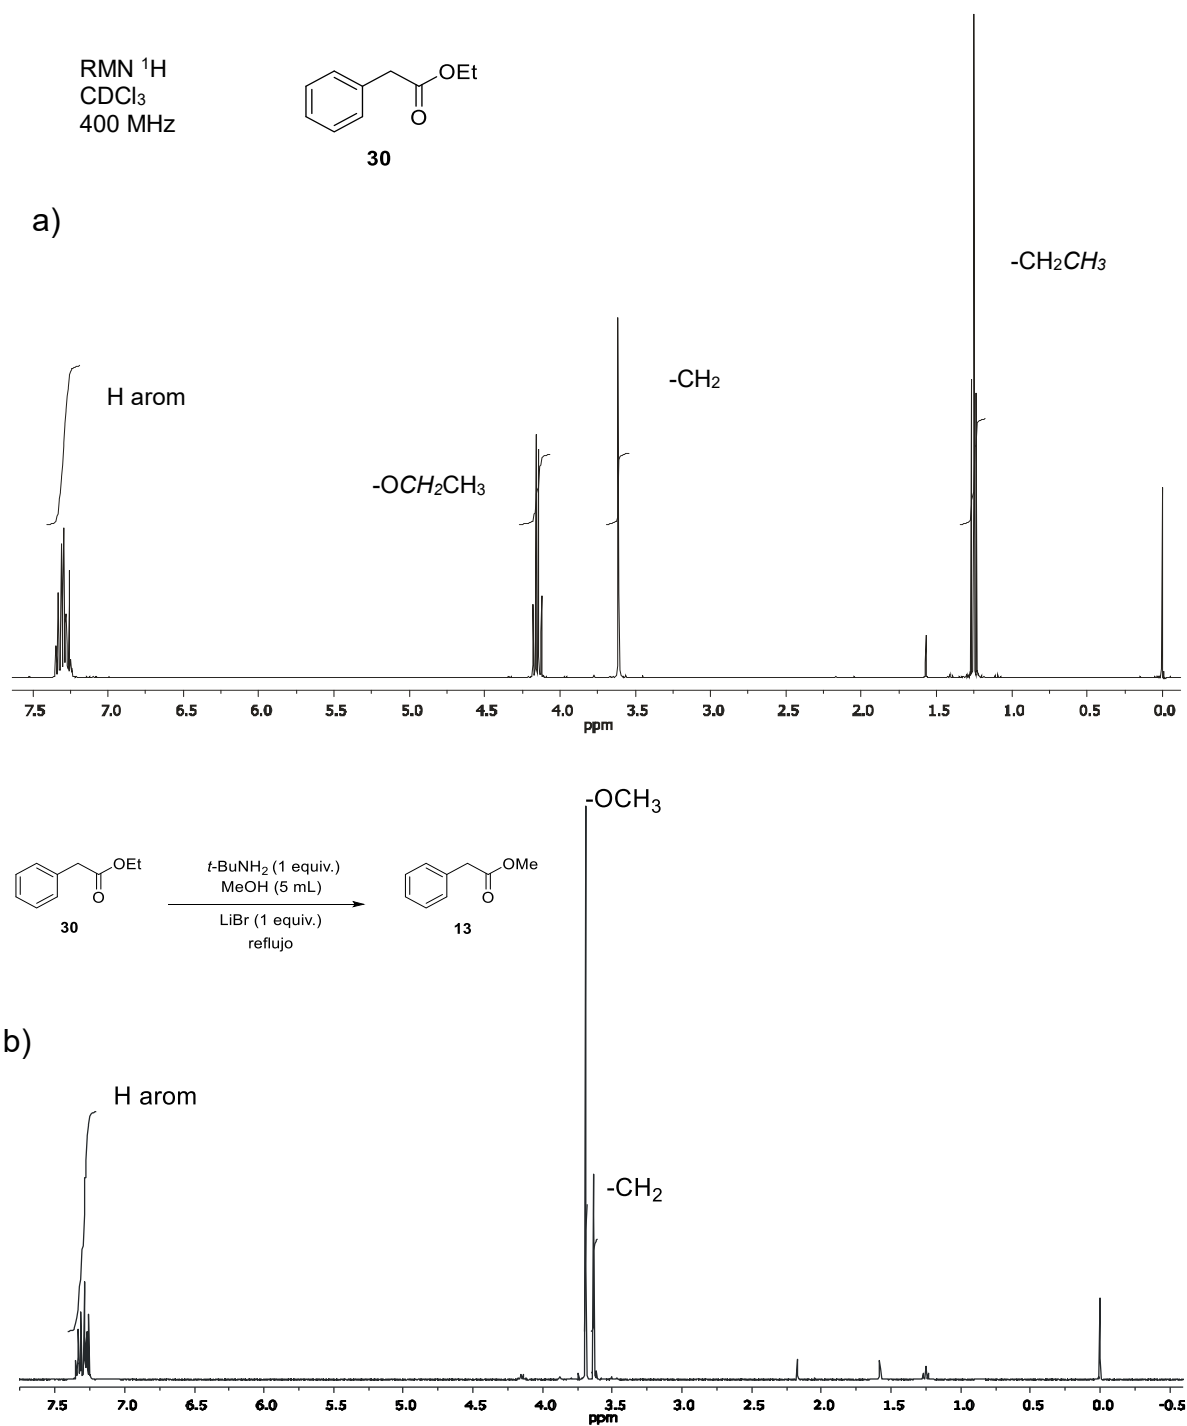 RMN ¹H
CDCl₃
400 MHz
OEt
O
30
a)
-CH₂CH₃
-CH₂
H arom
-OCH₂CH₃
7.5 7.0 6.5 6.0 5.5 5.0 4.5 4.0 3.5 3.0 2.5 2.0 1.5 1.0 0.5 0.0
ppm
-OCH₃
OEt
O
30
t-BuNH₂ (1 equiv.)
MeOH (5 mL)
LiBr (1 equiv.)
reflujo
OMe
O
13
b)
H arom
-CH₂
7.5 7.0 6.5 6.0 5.5 5.0 4.5 4.0 3.5 3.0 2.5 2.0 1.5 1.0 0.5 0.0 -0.5
ppm